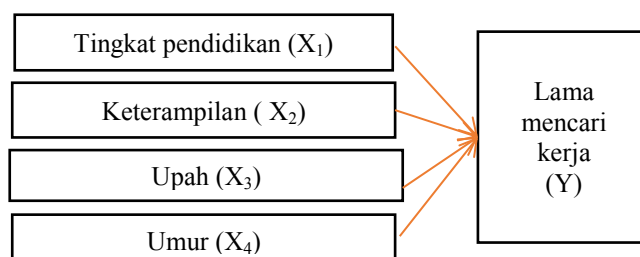 Tingkat pendidikan (X₁)
Keterampilan ( X₂)
Upah (X₃)
Umur (X₄)
Lama
mencari
kerja
(Y)